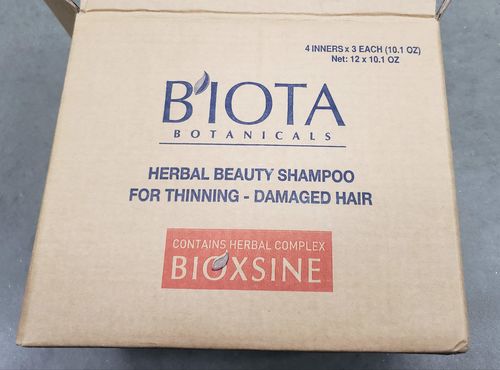 4 INNERS x 3 EACH (10.1 OZ)
Net: 12 x 10.1 OZ
B'IOTA
BOTANICALS
HERBAL BEAUTY SHAMPOO
FOR THINNING - DAMAGED HAIR
CONTAINS HERBAL COMPLEX
BIOXSINE